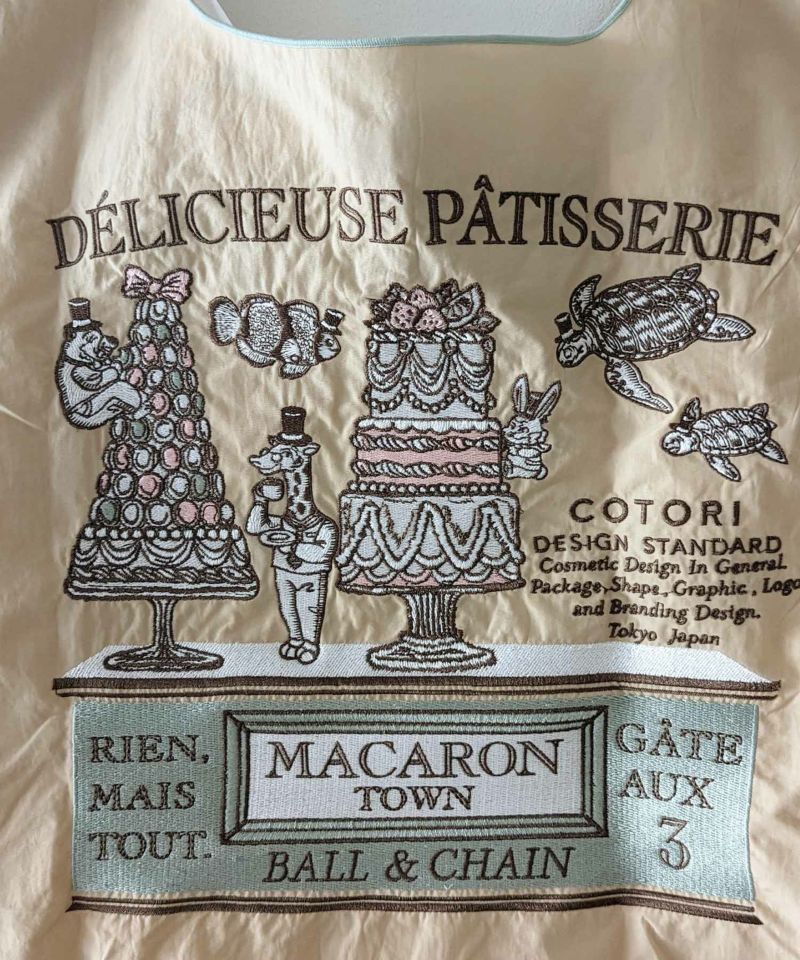 DÉLICIEUSE PÂTISSERIE
COTORI
DESIGN STANDARD
Cosmetic Design In General
Package, Shape, Graphic, Logo
and Branding Design.
Tokyo Japan
RIEN,
MAIS
TOUT.
MACARON
TOWN
BALL & CHAIN
GÂTE
AUX
3